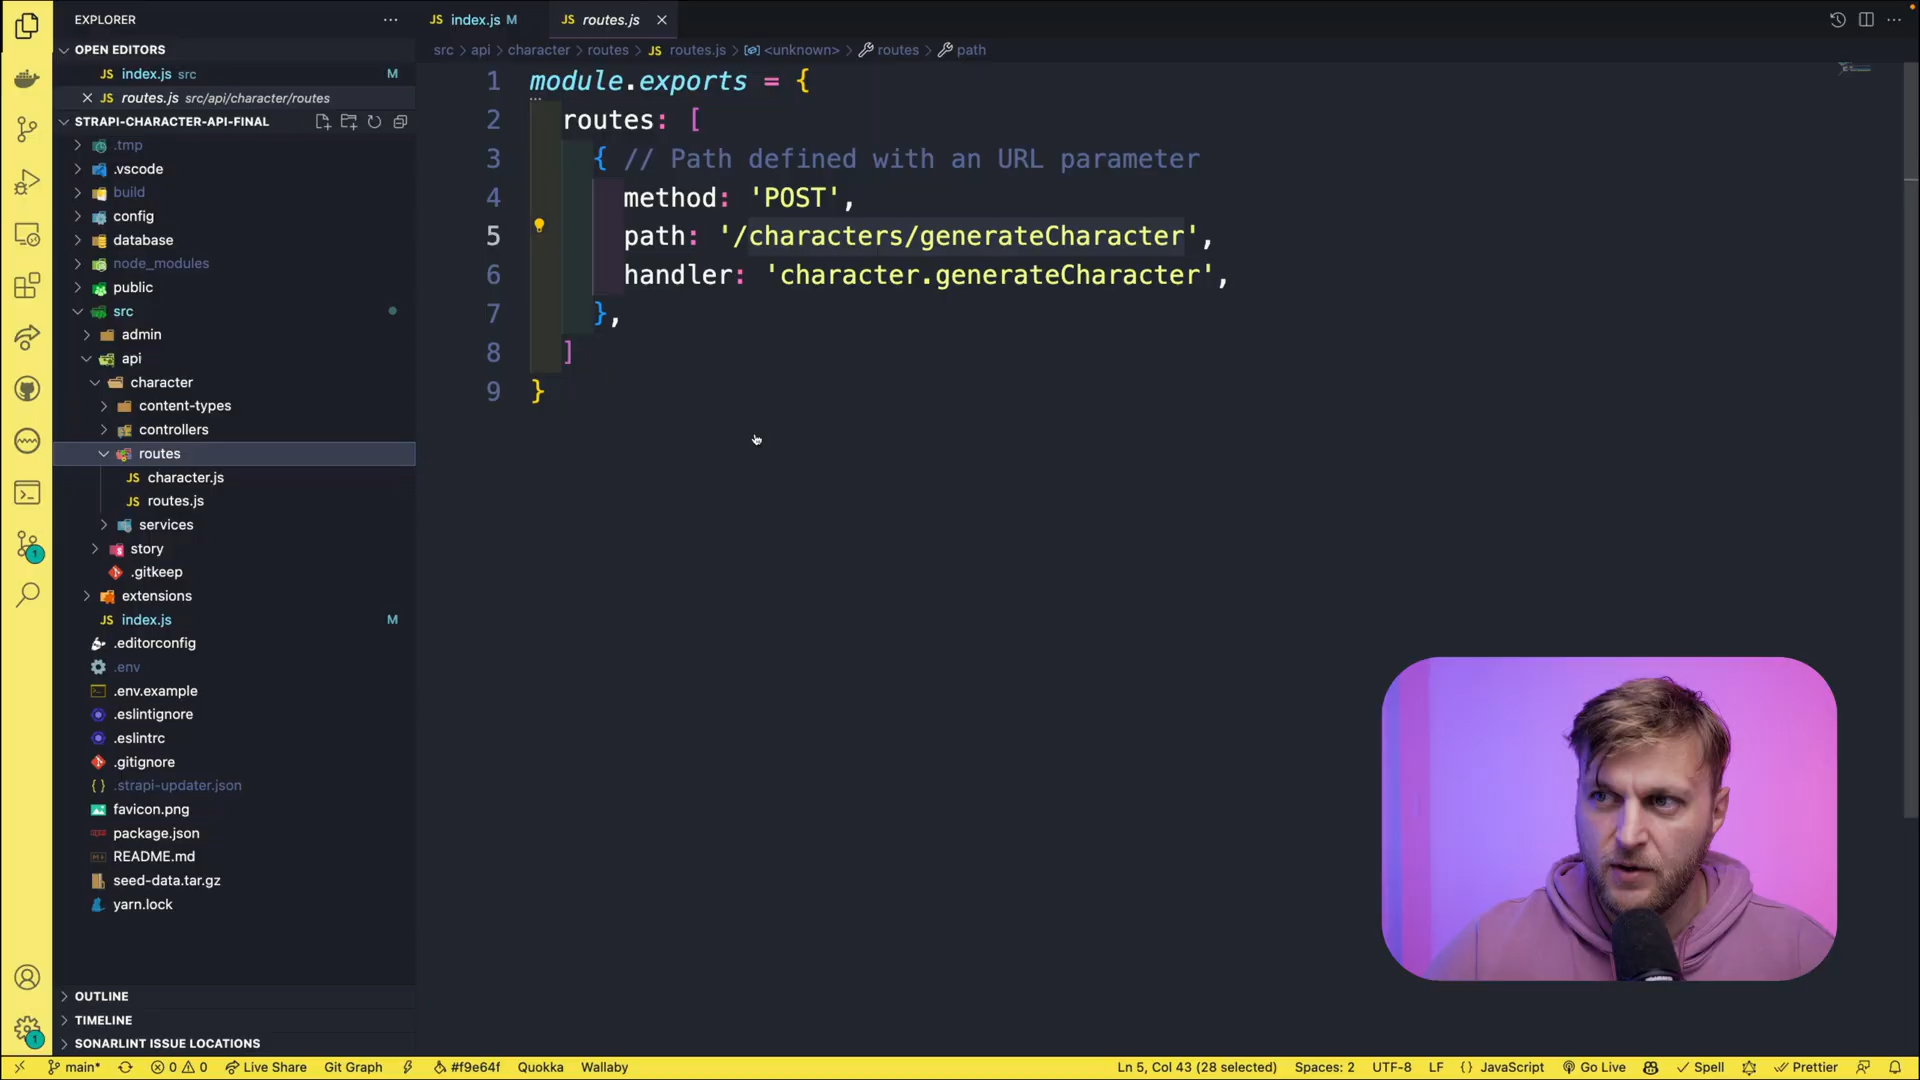 EXPLORER
JS index.js M
JS routes.js
OPEN EDITORS
JS index.js src M
JS routes.js src/api/character/routes
src > api > character > routes > JS routes.js > <unknown> > routes > path
STRAPI-CHARACTER-API-FINAL
.tmp
.vscode
build
config
database
node_modules
public
src
admin
api
character
content-types
controllers
routes
JS character.js
JS routes.js
services
story
.gitkeep
extensions
JS index.js M
.editorconfig
.env
.env.example
.eslintignore
.eslintrc
.gitignore
{ } .strapi-updater.json
favicon.png
package.json
README.md
seed-data.tar.gz
yarn.lock
OUTLINE
TIMELINE
SONARLINT ISSUE LOCATIONS
1 module.exports = {
2 routes: [
3 { // Path defined with an URL parameter
4 method: 'POST',
5 path: '/characters/generateCharacter',
6 handler: 'character.generateCharacter',
7 },
8 ]
9 }
1
1
main* 0 0 Live Share Git Graph #f9e64f Quokka Wallaby Ln 5, Col 43 (28 selected) Spaces: 2 UTF-8 LF { } JavaScript Go Live Spell Prettier